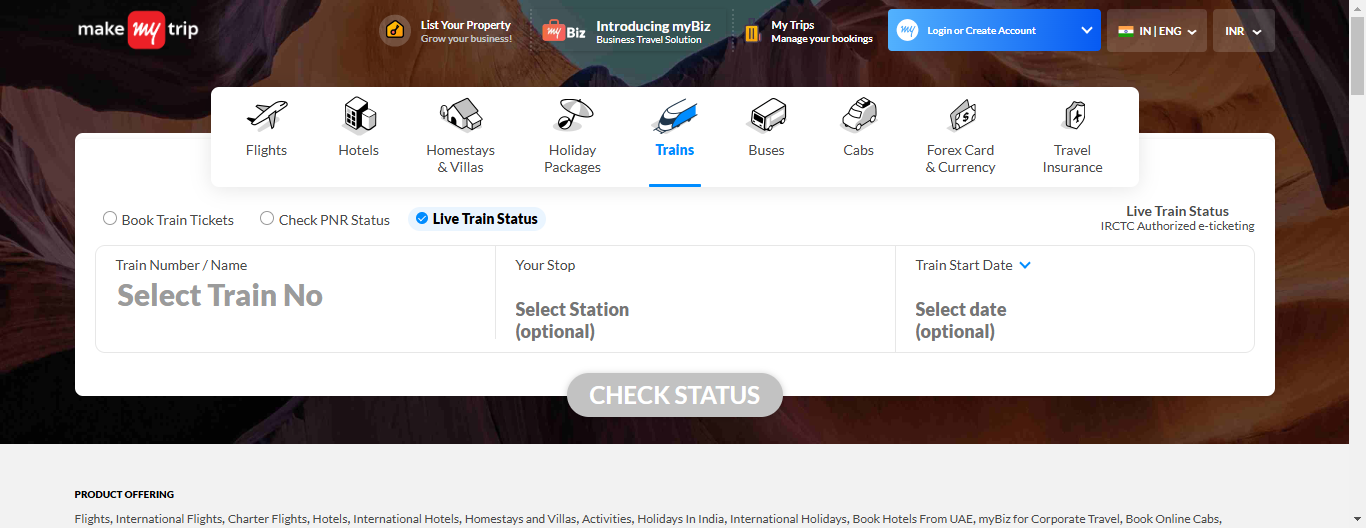 make my trip
List Your Property
Grow your business!
my Biz
Introducing myBiz
Business Travel Solution
My Trips
Manage your bookings
my
Login or Create Account
IN | ENG
INR
Flights
Hotels
Homestays
& Villas
Holiday
Packages
Trains
Buses
Cabs
Forex Card
& Currency
Travel
Insurance
Book Train Tickets
Check PNR Status
Live Train Status
Live Train Status
IRCTC Authorized e-ticketing
Train Number / Name
Select Train No
Your Stop
Select Station
(optional)
Train Start Date
Select date
(optional)
CHECK STATUS
PRODUCT OFFERING
Flights, International Flights, Charter Flights, Hotels, International Hotels, Homestays and Villas, Activities, Holidays In India, International Holidays, Book Hotels From UAE, myBiz for Corporate Travel, Book Online Cabs,